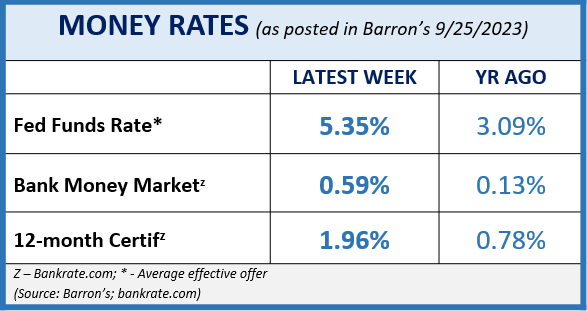 MONEY RATES (as posted in Barron's 9/25/2023)
LATEST WEEK YR AGO
Fed Funds Rate* 5.35% 3.09%
Bank Money Marketᶻ 0.59% 0.13%
12-month Certifᶻ 1.96% 0.78%
Z – Bankrate.com; * - Average effective offer
(Source: Barron's; bankrate.com)